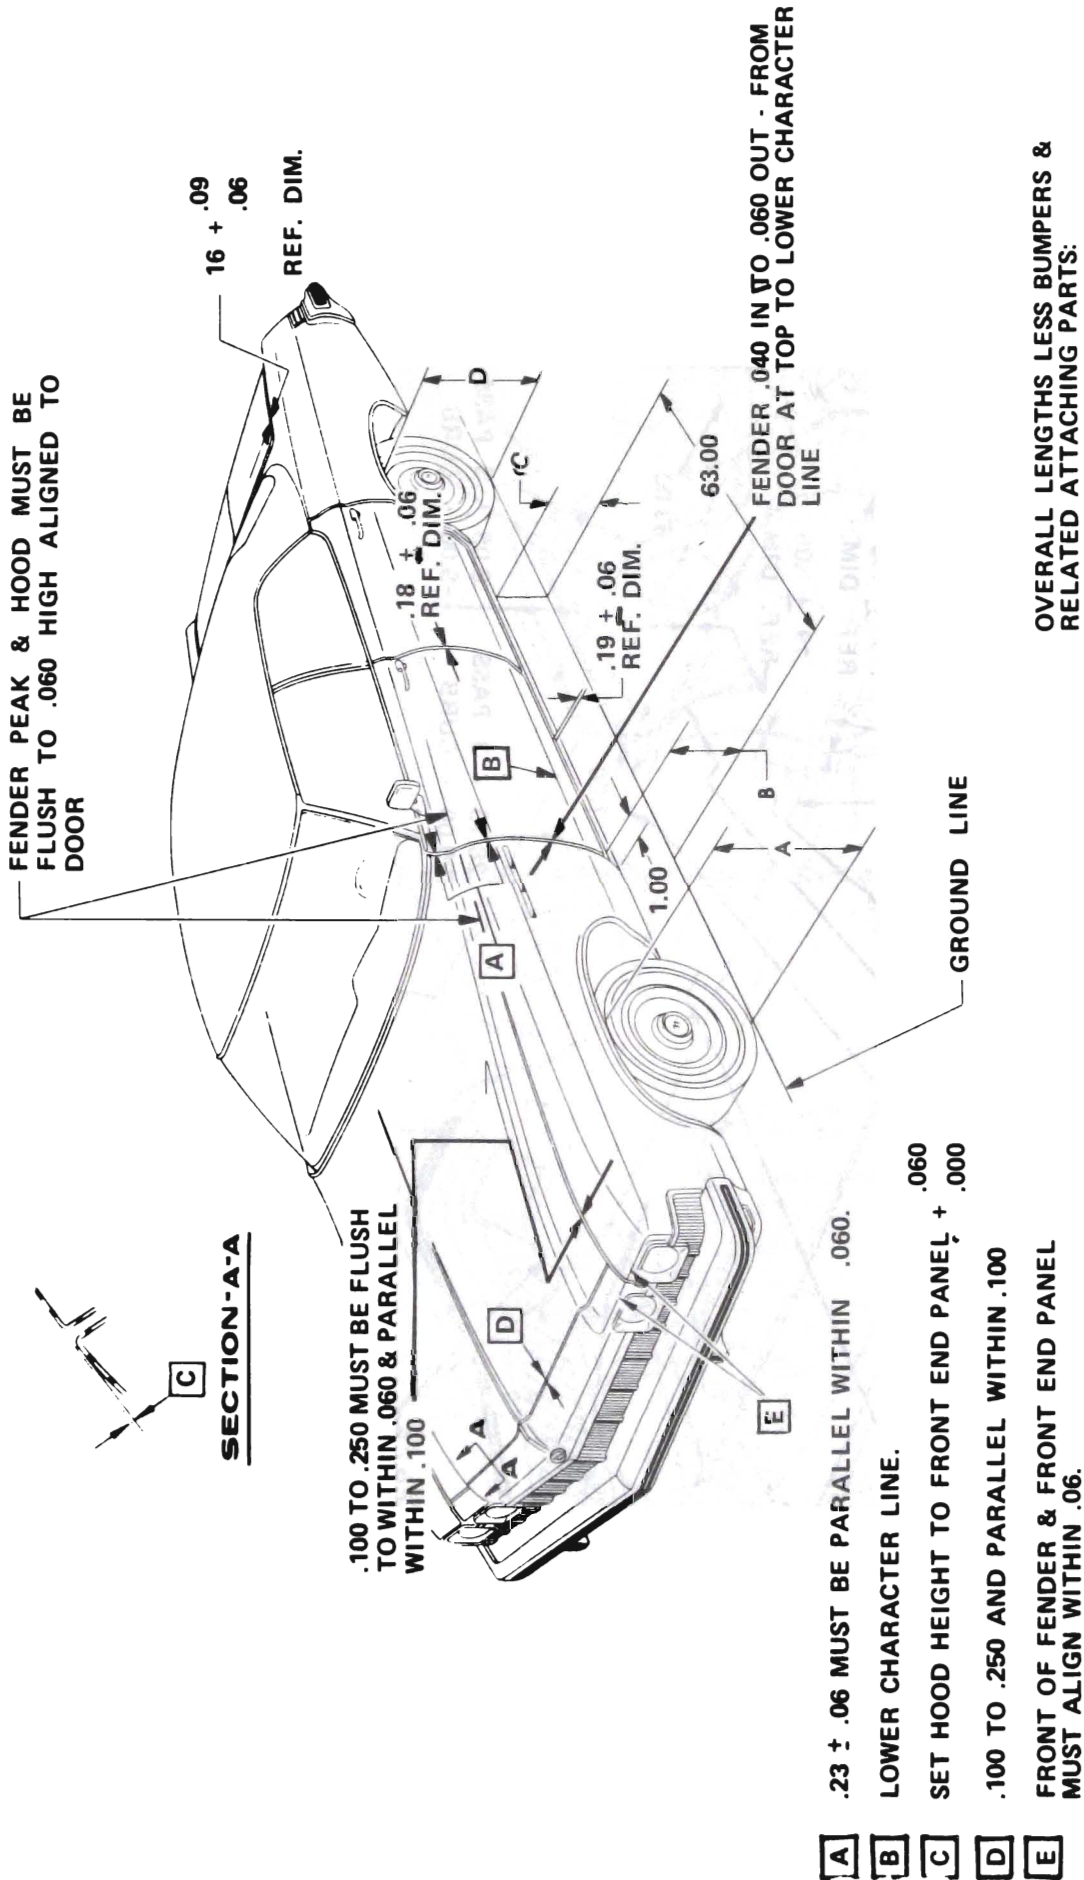 FENDER PEAK & HOOD MUST BE
FLUSH TO .060 HIGH ALIGNED TO
DOOR
16 + .09
.06
REF. DIM.
SECTION-A-A
C
.100 TO .250 MUST BE FLUSH
TO WITHIN .060 & PARALLEL
WITHIN .100
A
A
D
E
A
B
.18 ± .06
REF. DIM.
.19 + .06
REF. DIM.
D
C
63.00
B
A
1.00
FENDER .040 IN TO .060 OUT - FROM
DOOR AT TOP TO LOWER CHARACTER
LINE
GROUND LINE
A .23 ± .06 MUST BE PARALLEL WITHIN .060.
B LOWER CHARACTER LINE.
C SET HOOD HEIGHT TO FRONT END PANEL + .060
.000
D .100 TO .250 AND PARALLEL WITHIN .100
E FRONT OF FENDER & FRONT END PANEL
MUST ALIGN WITHIN .06.
OVERALL LENGTHS LESS BUMPERS &
RELATED ATTACHING PARTS: